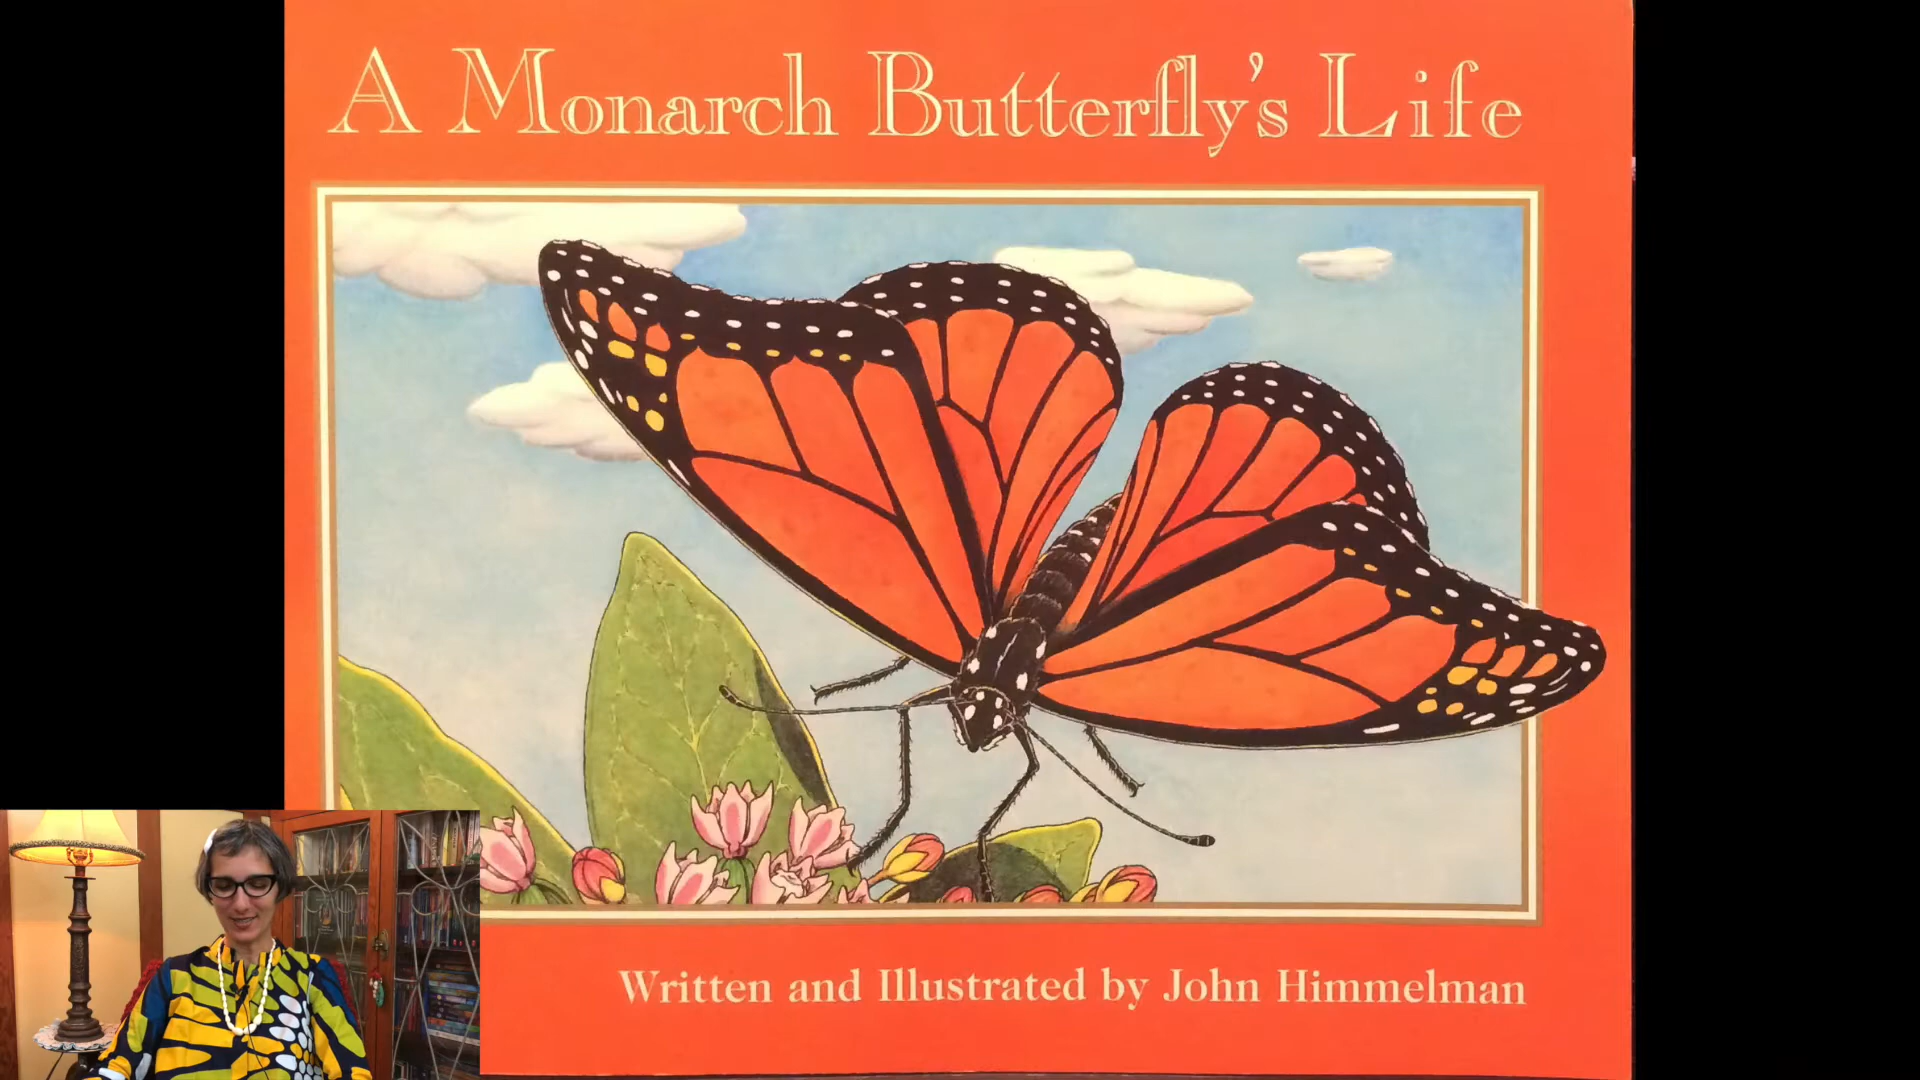 A Monarch Butterfly's Life
Written and Illustrated by John Himmelman